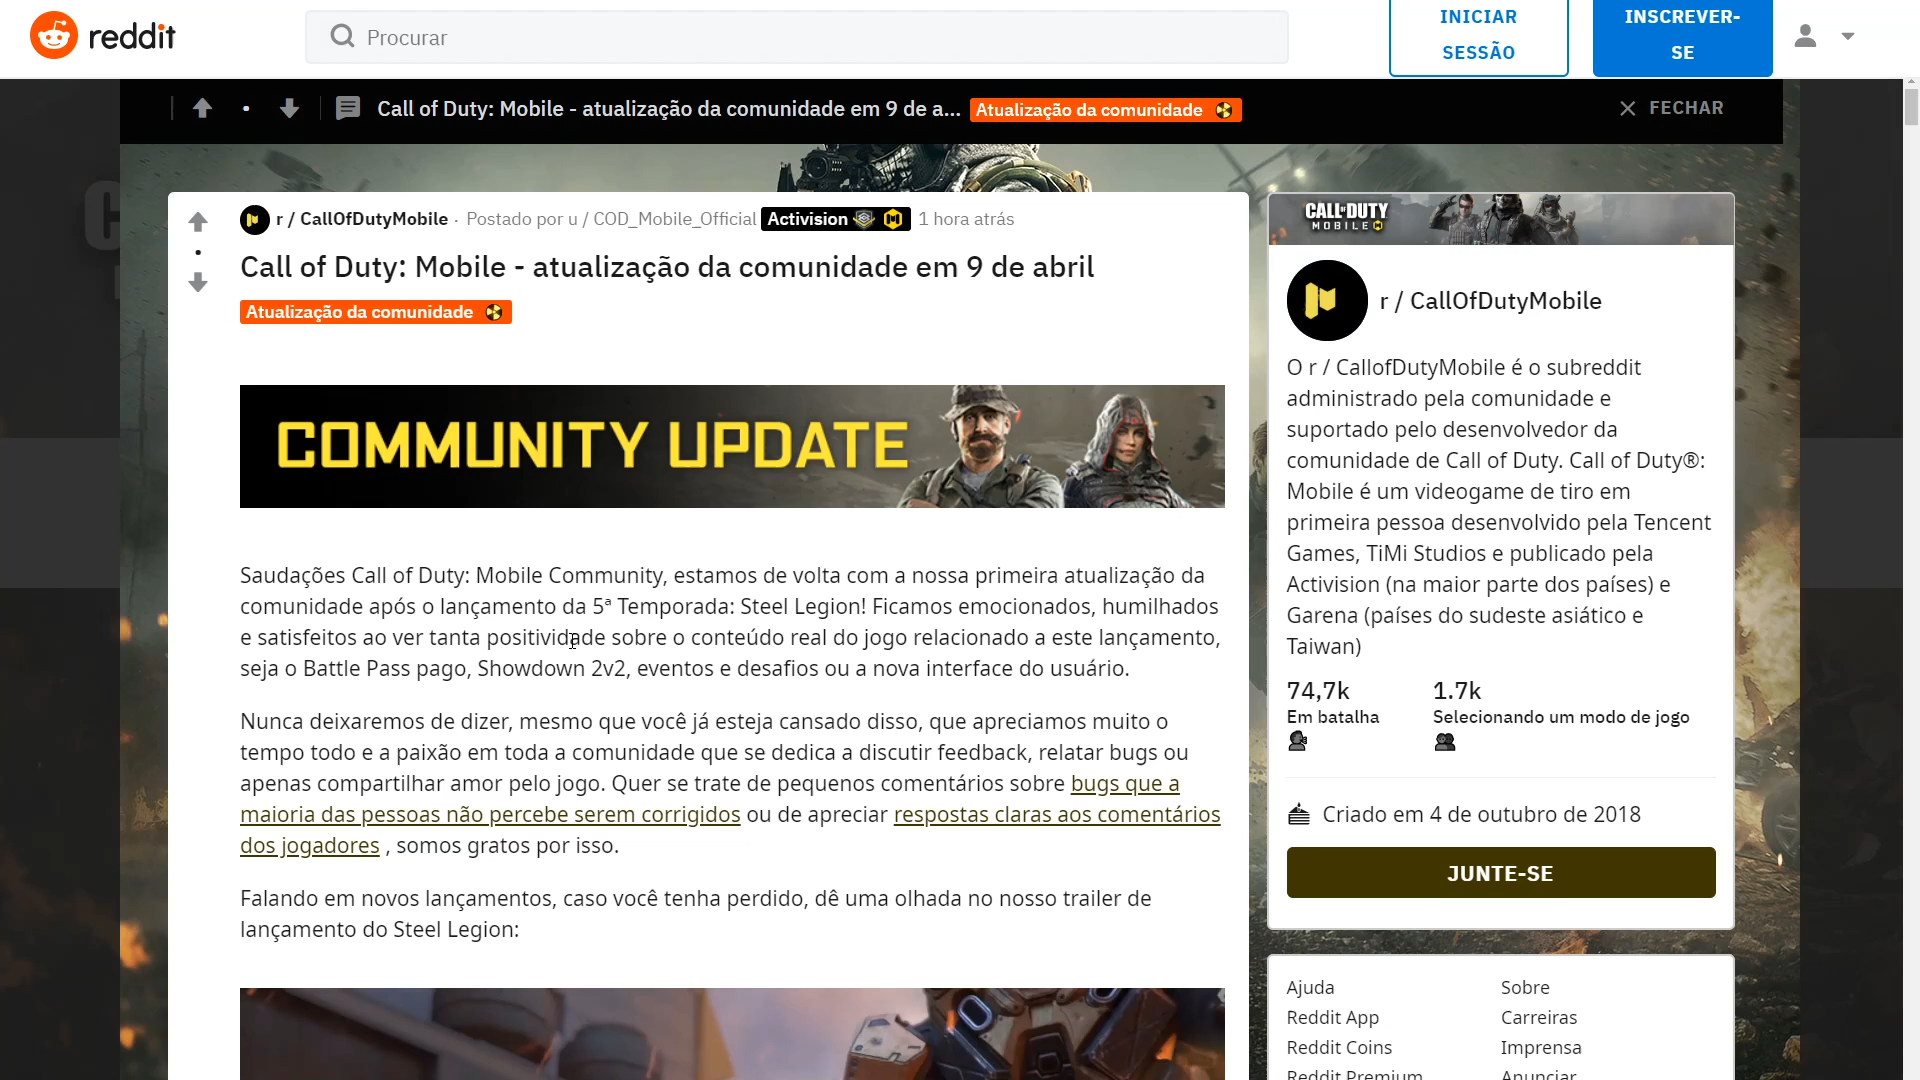 reddit
Procurar
INICIAR
SESSÃO
INSCREVER-
SE
Call of Duty: Mobile - atualização da comunidade em 9 de a... Atualização da comunidade
FECHAR
r / CallOfDutyMobile · Postado por u / COD_Mobile_Official Activision 1 hora atrás
Call of Duty: Mobile - atualização da comunidade em 9 de abril
Atualização da comunidade
COMMUNITY UPDATE
Saudações Call of Duty: Mobile Community, estamos de volta com a nossa primeira atualização da
comunidade após o lançamento da 5ª Temporada: Steel Legion! Ficamos emocionados, humilhados
e satisfeitos ao ver tanta positividade sobre o conteúdo real do jogo relacionado a este lançamento,
seja o Battle Pass pago, Showdown 2v2, eventos e desafios ou a nova interface do usuário.
Nunca deixaremos de dizer, mesmo que você já esteja cansado disso, que apreciamos muito o
tempo todo e a paixão em toda a comunidade que se dedica a discutir feedback, relatar bugs ou
apenas compartilhar amor pelo jogo. Quer se trate de pequenos comentários sobre bugs que a
maioria das pessoas não percebe serem corrigidos ou de apreciar respostas claras aos comentários
dos jogadores , somos gratos por isso.
Falando em novos lançamentos, caso você tenha perdido, dê uma olhada no nosso trailer de
lançamento do Steel Legion:
CALL OF DUTY
MOBILE
r / CallOfDutyMobile
O r / CallofDutyMobile é o subreddit
administrado pela comunidade e
suportado pelo desenvolvedor da
comunidade de Call of Duty. Call of Duty®:
Mobile é um videogame de tiro em
primeira pessoa desenvolvido pela Tencent
Games, TiMi Studios e publicado pela
Activision (na maior parte dos países) e
Garena (países do sudeste asiático e
Taiwan)
74,7k 1.7k
Em batalha Selecionando um modo de jogo
Criado em 4 de outubro de 2018
JUNTE-SE
Ajuda Sobre
Reddit App Carreiras
Reddit Coins Imprensa
Reddit Premium Anunciar